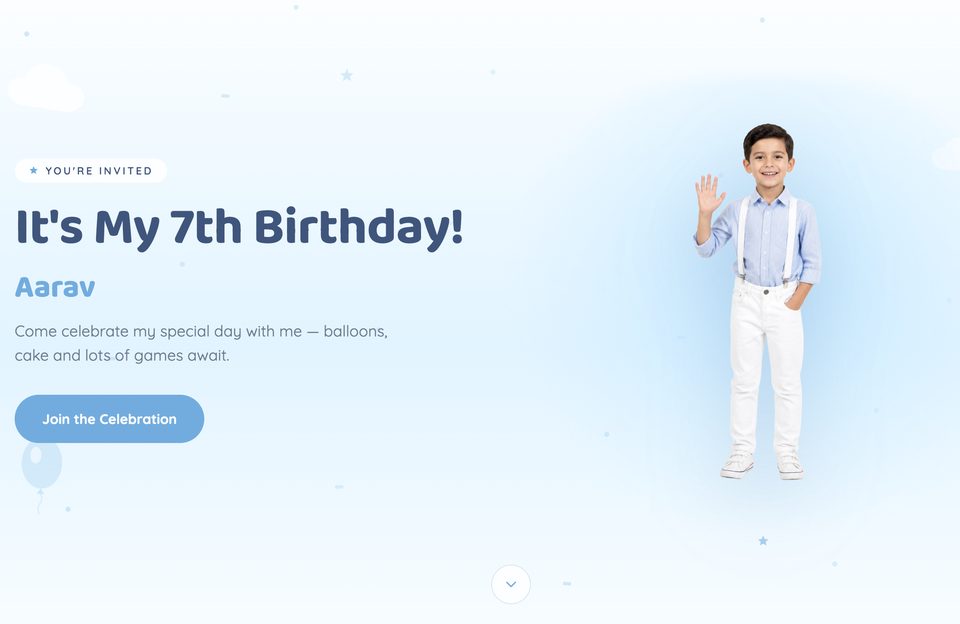 YOU'RE INVITED
It's My 7th Birthday!
Aarav
Come celebrate my special day with me — balloons,
cake and lots of games await.
Join the Celebration